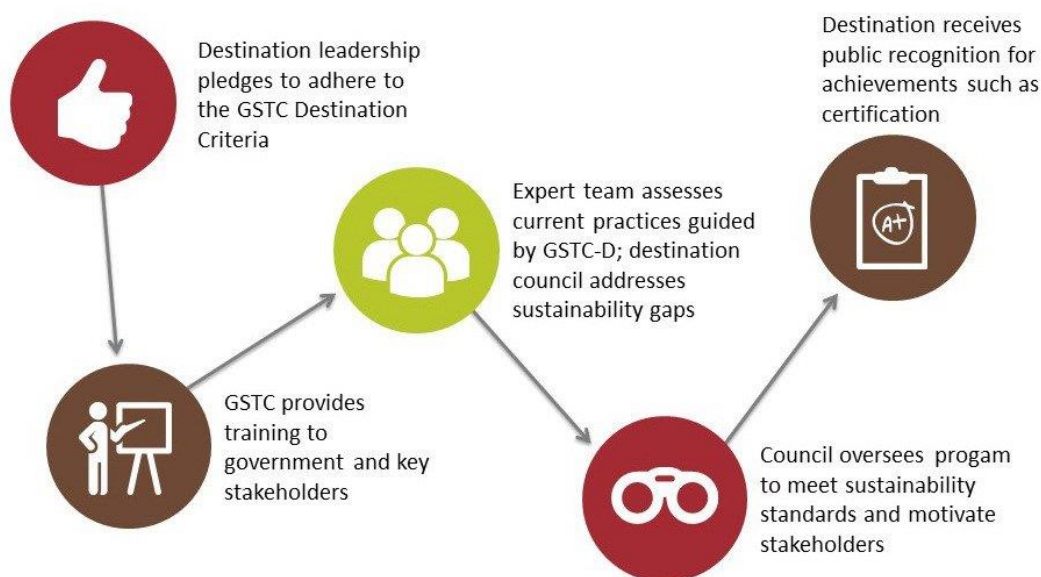 Destination leadership
pledges to adhere to
the GSTC Destination
Criteria
GSTC provides
training to
government and key
stakeholders
Expert team assesses
current practices guided
by GSTC-D; destination
council addresses
sustainability gaps
Council oversees progam
to meet sustainability
standards and motivate
stakeholders
Destination receives
public recognition for
achievements such as
certification
A+